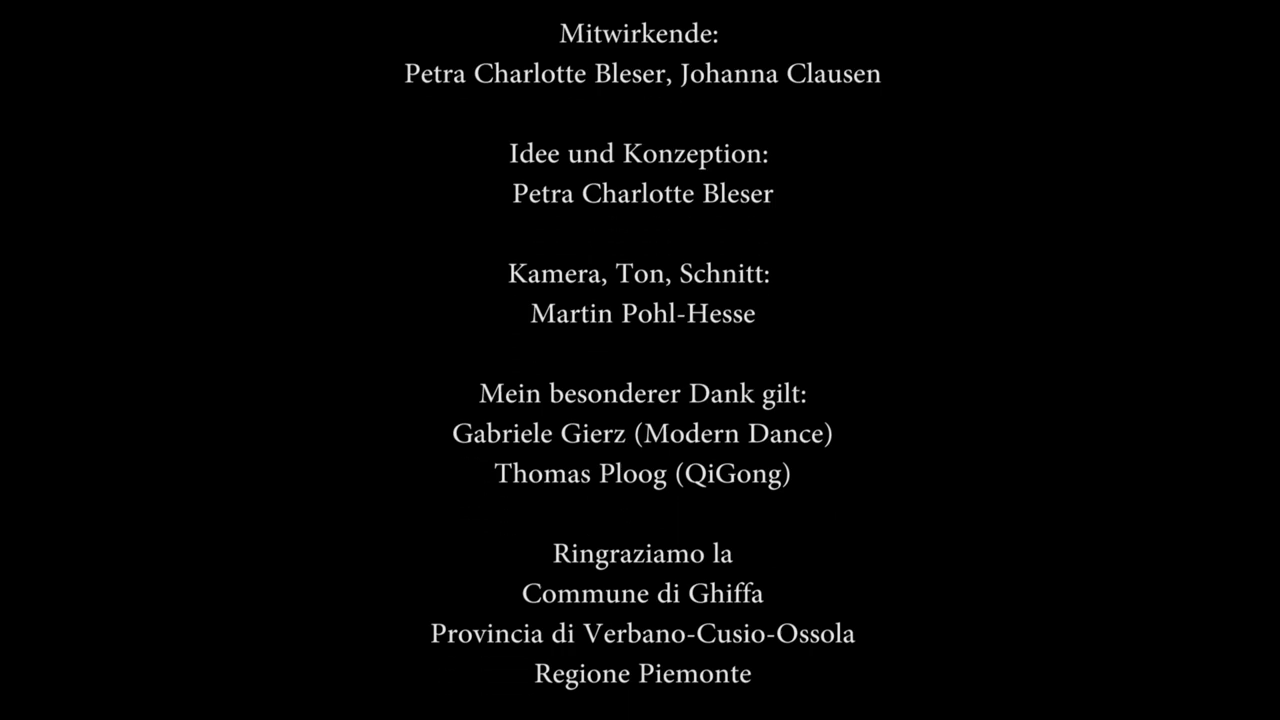 Mitwirkende:
Petra Charlotte Bleser, Johanna Clausen
Idee und Konzeption:
Petra Charlotte Bleser
Kamera, Ton, Schnitt:
Martin Pohl-Hesse
Mein besonderer Dank gilt:
Gabriele Gierz (Modern Dance)
Thomas Ploog (QiGong)
Ringraziamo la
Commune di Ghiffa
Provincia di Verbano-Cusio-Ossola
Regione Piemonte